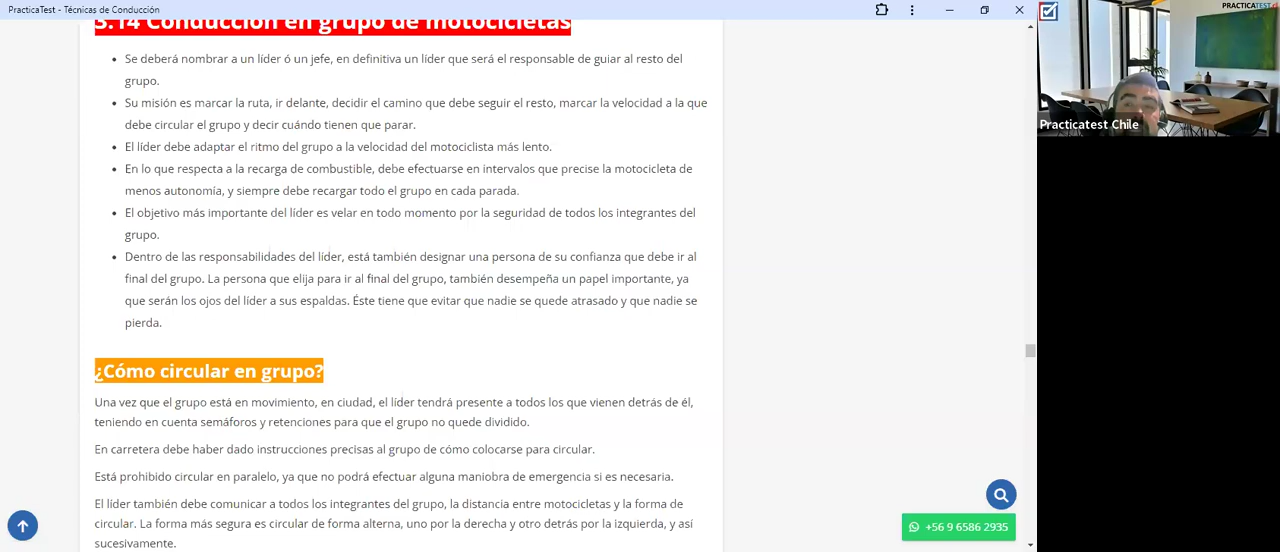 PracticaTest - Técnicas de Conducción
PRACTICATEST
3.14 Conducción en grupo de motocicletas
Se deberá nombrar a un líder ó un jefe, en definitiva un líder que será el responsable de guiar al resto del
grupo.
Su misión es marcar la ruta, ir delante, decidir el camino que debe seguir el resto, marcar la velocidad a la que
debe circular el grupo y decir cuándo tienen que parar.
El líder debe adaptar el ritmo del grupo a la velocidad del motociclista más lento.
En lo que respecta a la recarga de combustible, debe efectuarse en intervalos que precise la motocicleta de
menos autonomía, y siempre debe recargar todo el grupo en cada parada.
El objetivo más importante del líder es velar en todo momento por la seguridad de todos los integrantes del
grupo.
Dentro de las responsabilidades del líder, está también designar una persona de su confianza que debe ir al
final del grupo. La persona que elija para ir al final del grupo, también desempeña un papel importante, ya
que serán los ojos del líder a sus espaldas. Éste tiene que evitar que nadie se quede atrasado y que nadie se
pierda.
¿Cómo circular en grupo?
Una vez que el grupo está en movimiento, en ciudad, el líder tendrá presente a todos los que vienen detrás de él,
teniendo en cuenta semáforos y retenciones para que el grupo no quede dividido.
En carretera debe haber dado instrucciones precisas al grupo de cómo colocarse para circular.
Está prohibido circular en paralelo, ya que no podrá efectuar alguna maniobra de emergencia si es necesaria.
El líder también debe comunicar a todos los integrantes del grupo, la distancia entre motocicletas y la forma de
circular. La forma más segura es circular de forma alterna, uno por la derecha y otro detrás por la izquierda, y así
sucesivamente.
+56 9 6586 2935
Practicatest Chile